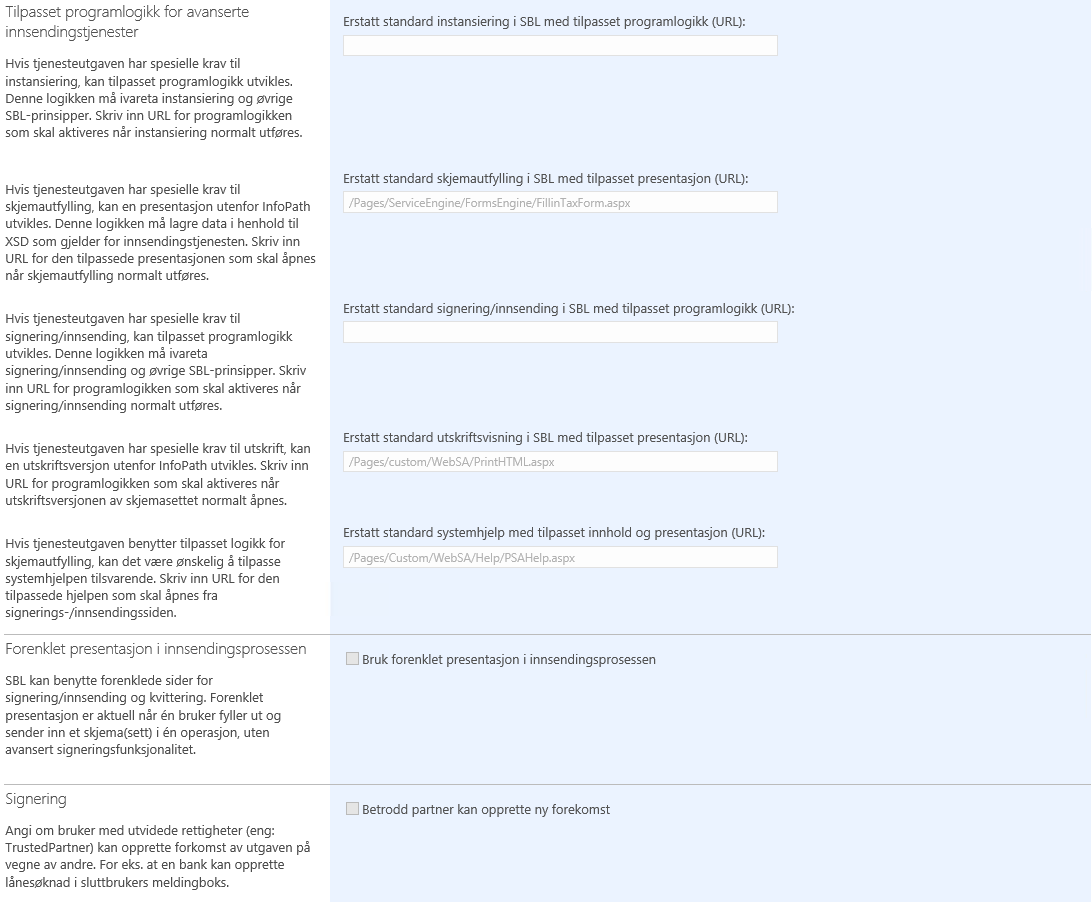 Tilpasset programlogikk for avanserte
innsendingstjenester
Hvis tjenesteutgaven har spesielle krav til
instansiering, kan tilpasset programlogikk utvikles.
Denne logikken må ivareta instansiering og øvrige
SBL-prinsipper. Skriv inn URL for programlogikken
som skal aktiveres når instansiering normalt utføres.
Erstatt standard instansiering i SBL med tilpasset programlogikk (URL):
Hvis tjenesteutgaven har spesielle krav til
skjemautfylling, kan en presentasjon utenfor InfoPath
utvikles. Denne logikken må lagre data i henhold til
XSD som gjelder for innsendingstjenesten. Skriv inn
URL for den tilpassede presentasjonen som skal åpnes
når skjemautfylling normalt utføres.
Erstatt standard skjemautfylling i SBL med tilpasset presentasjon (URL):
/Pages/ServiceEngine/FormsEngine/FillinTaxForm.aspx
Hvis tjenesteutgaven har spesielle krav til
signering/innsending, kan tilpasset programlogikk
utvikles. Denne logikken må ivareta
signering/innsending og øvrige SBL-prinsipper. Skriv
inn URL for programlogikken som skal aktiveres når
signering/innsending normalt utføres.
Erstatt standard signering/innsending i SBL med tilpasset programlogikk (URL):
Hvis tjenesteutgaven har spesielle krav til utskrift, kan
en utskriftsversjon utenfor InfoPath utvikles. Skriv inn
URL for programlogikken som skal aktiveres når
utskriftsversjonen av skjemasettet normalt åpnes.
Erstatt standard utskriftsvisning i SBL med tilpasset presentasjon (URL):
/Pages/custom/WebSA/PrintHTML.aspx
Hvis tjenesteutgaven benytter tilpasset logikk for
skjemautfylling, kan det være ønskelig å tilpasse
systemhjelpen tilsvarende. Skriv inn URL for den
tilpassede hjelpen som skal åpnes fra
signerings-/innsendingssiden.
Erstatt standard systemhjelp med tilpasset innhold og presentasjon (URL):
/Pages/Custom/WebSA/Help/PSAHelp.aspx
Forenklet presentasjon i innsendingsprosessen
SBL kan benytte forenklede sider for
signering/innsending og kvittering. Forenklet
presentasjon er aktuell når én bruker fyller ut og
sender inn et skjema(sett) i én operasjon, uten
avansert signeringsfunksjonalitet.
Bruk forenklet presentasjon i innsendingsprosessen
Signering
Angi om bruker med utvidede rettigheter (eng:
TrustedPartner) kan opprette forkomst av utgaven på
vegne av andre. For eks. at en bank kan opprette
lånesøknad i sluttbrukers meldingboks.
Betrodd partner kan opprette ny forekomst